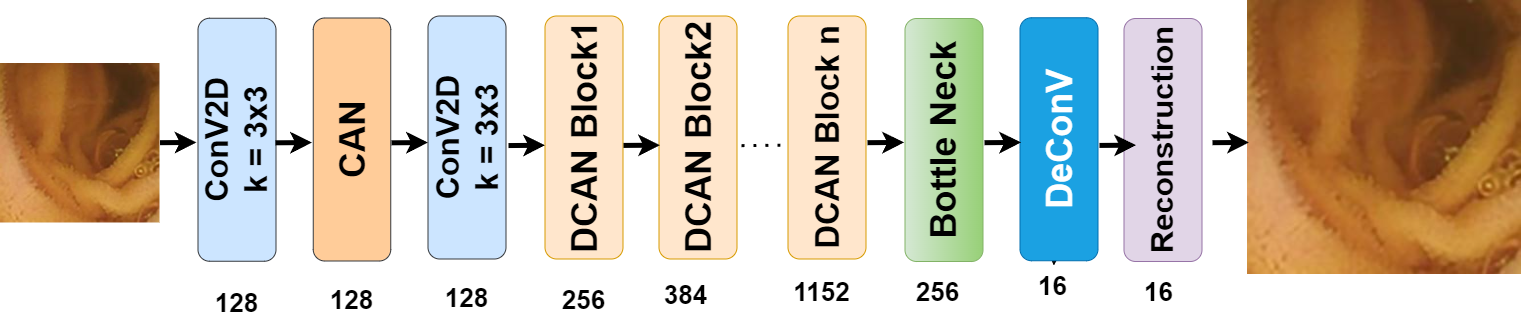 ConV2D
k = 3x3
CAN
ConV2D
k = 3x3
DCAN Block1
DCAN Block2
. . . .
DCAN Block n
Bottle Neck
DeConV
Reconstruction
128
128
128
256
384
1152
256
16
16